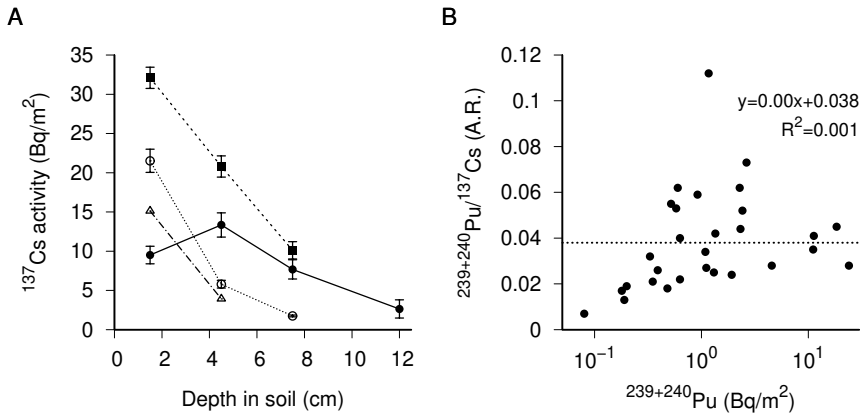 A
35
30
25
20
15
10
5
0
0 2 4 6 8 10 12
Depth in soil (cm)
¹³⁷Cs activity (Bq/m²)
B
0.12
0.1
0.08
0.06
0.04
0.02
0
10⁻¹ 10⁰ 10¹
²³⁹⁺²⁴⁰Pu (Bq/m²)
²³⁹⁺²⁴⁰Pu/¹³⁷Cs (A.R.)
y=0.00x+0.038
R²=0.001